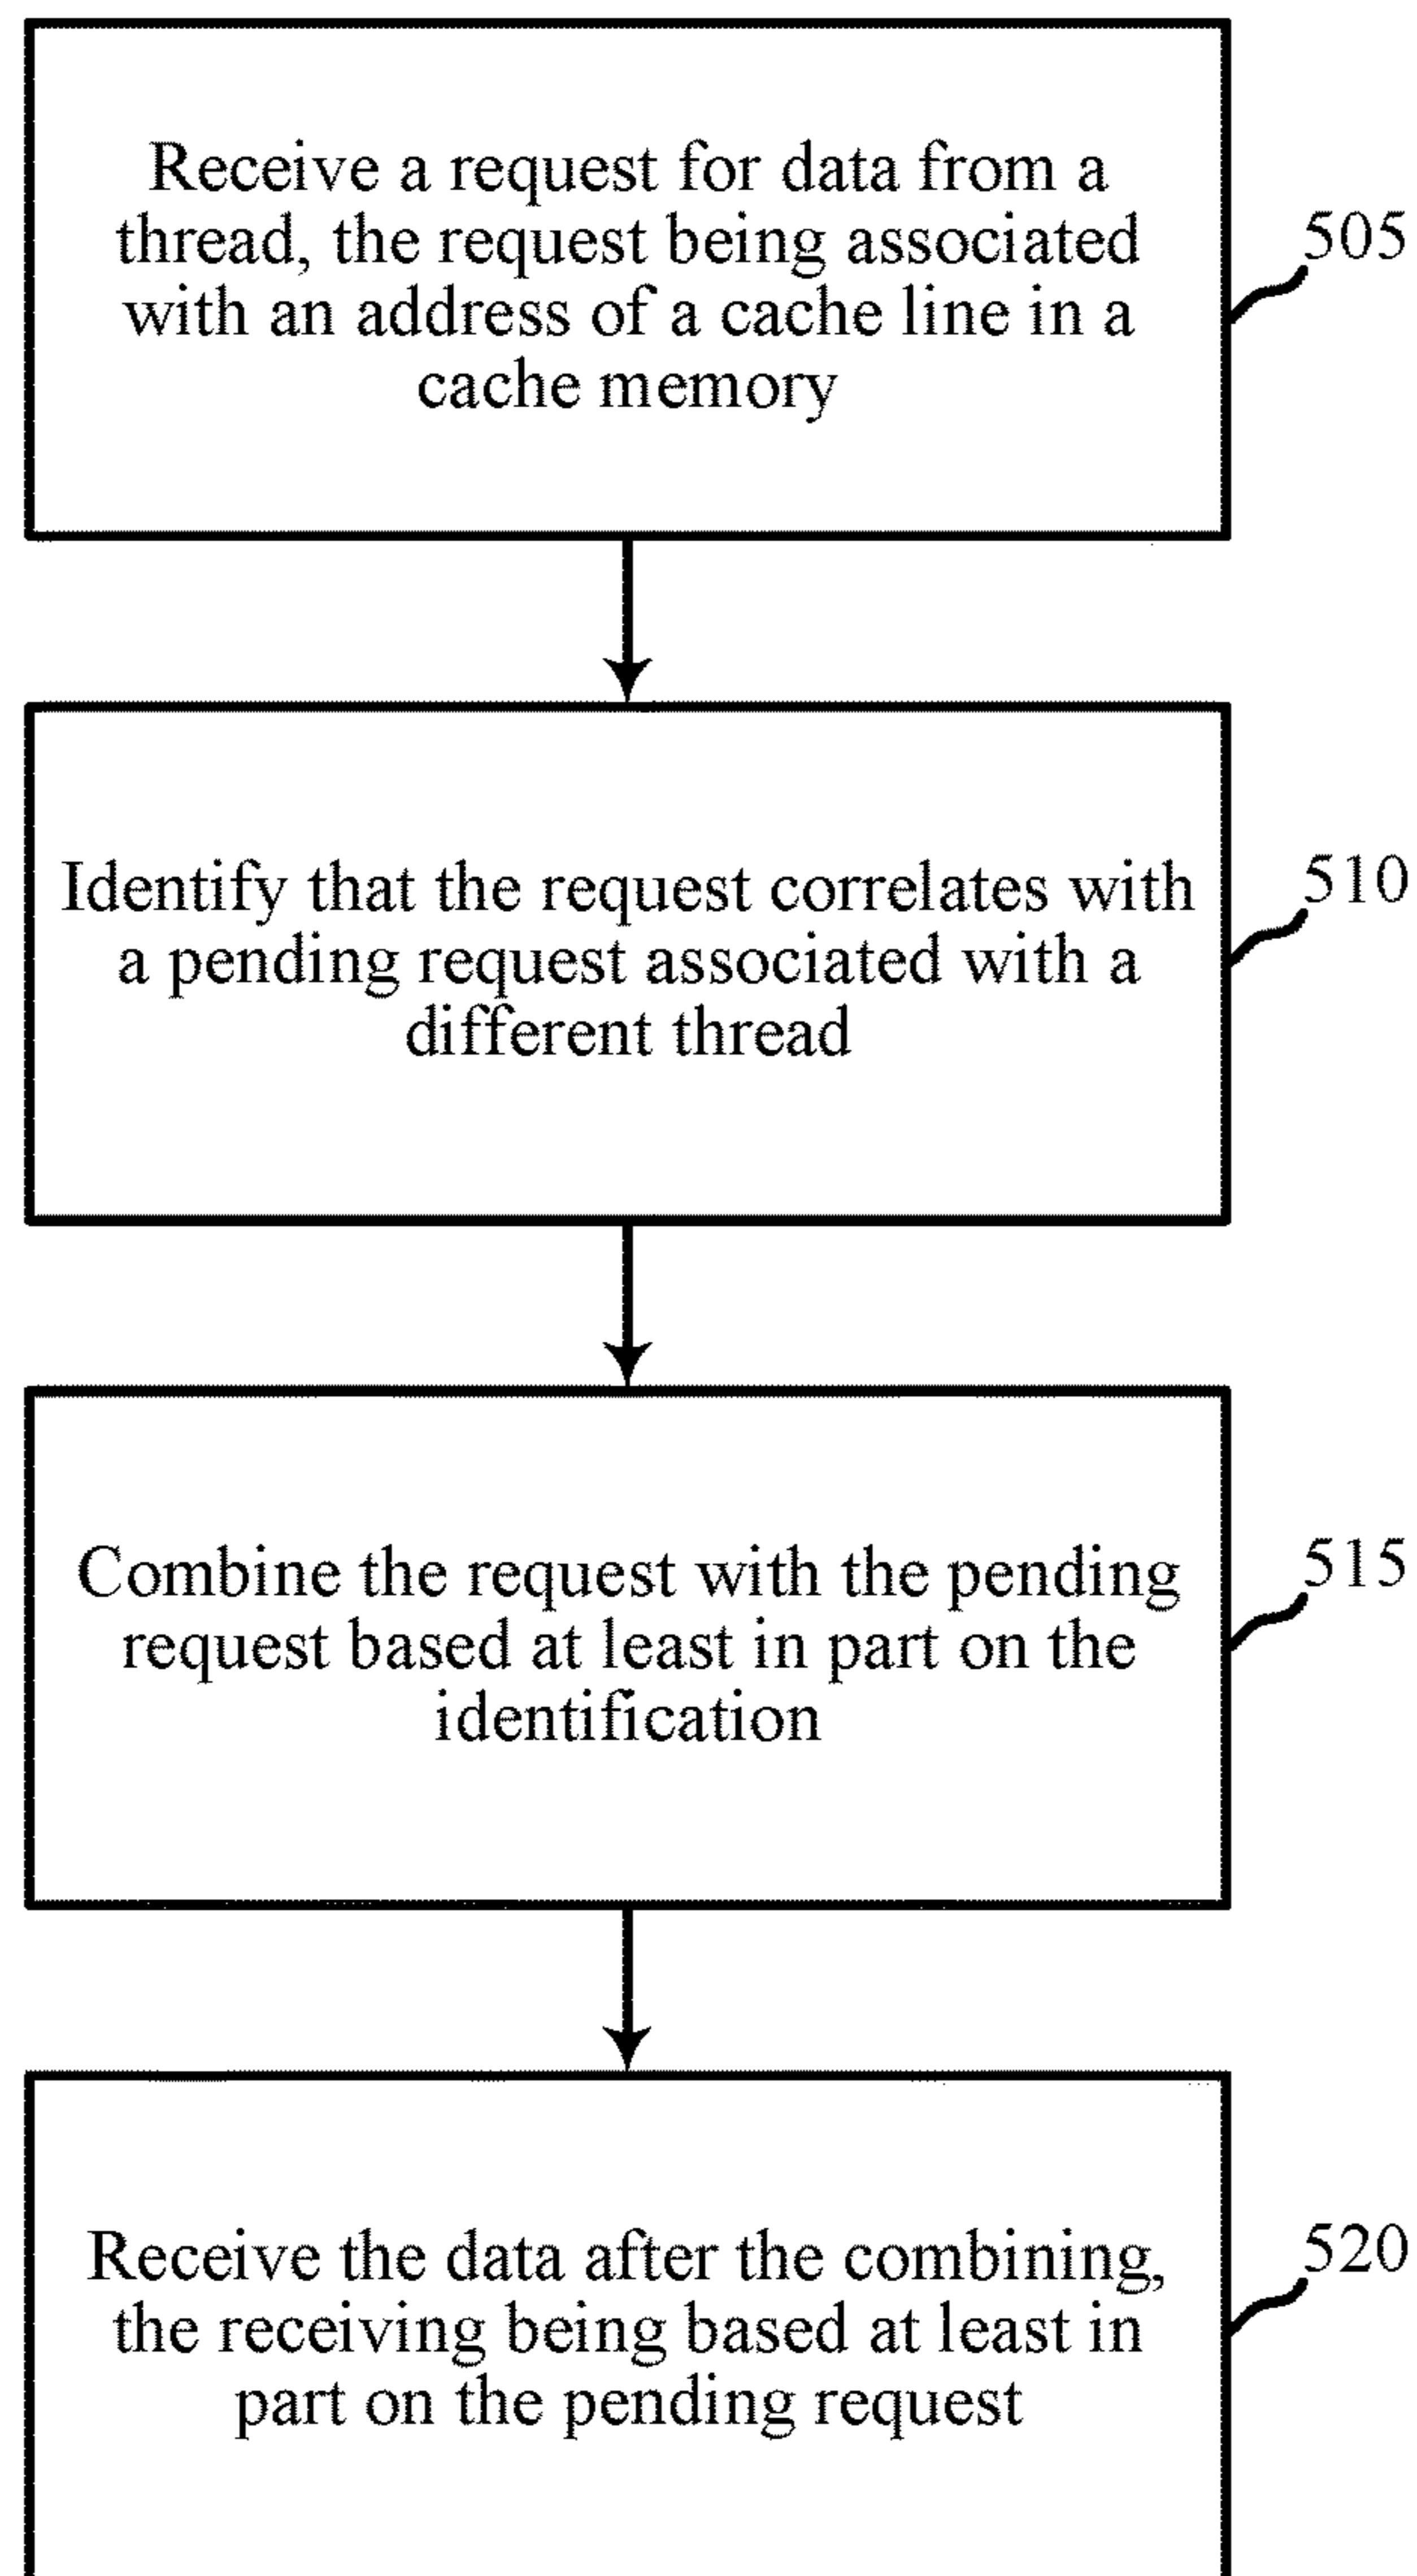 Receive a request for data from a
thread, the request being associated
with an address of a cache line in a
cache memory
505
Identify that the request correlates with
a pending request associated with a
different thread
510
Combine the request with the pending
request based at least in part on the
identification
515
Receive the data after the combining,
the receiving being based at least in
part on the pending request
520